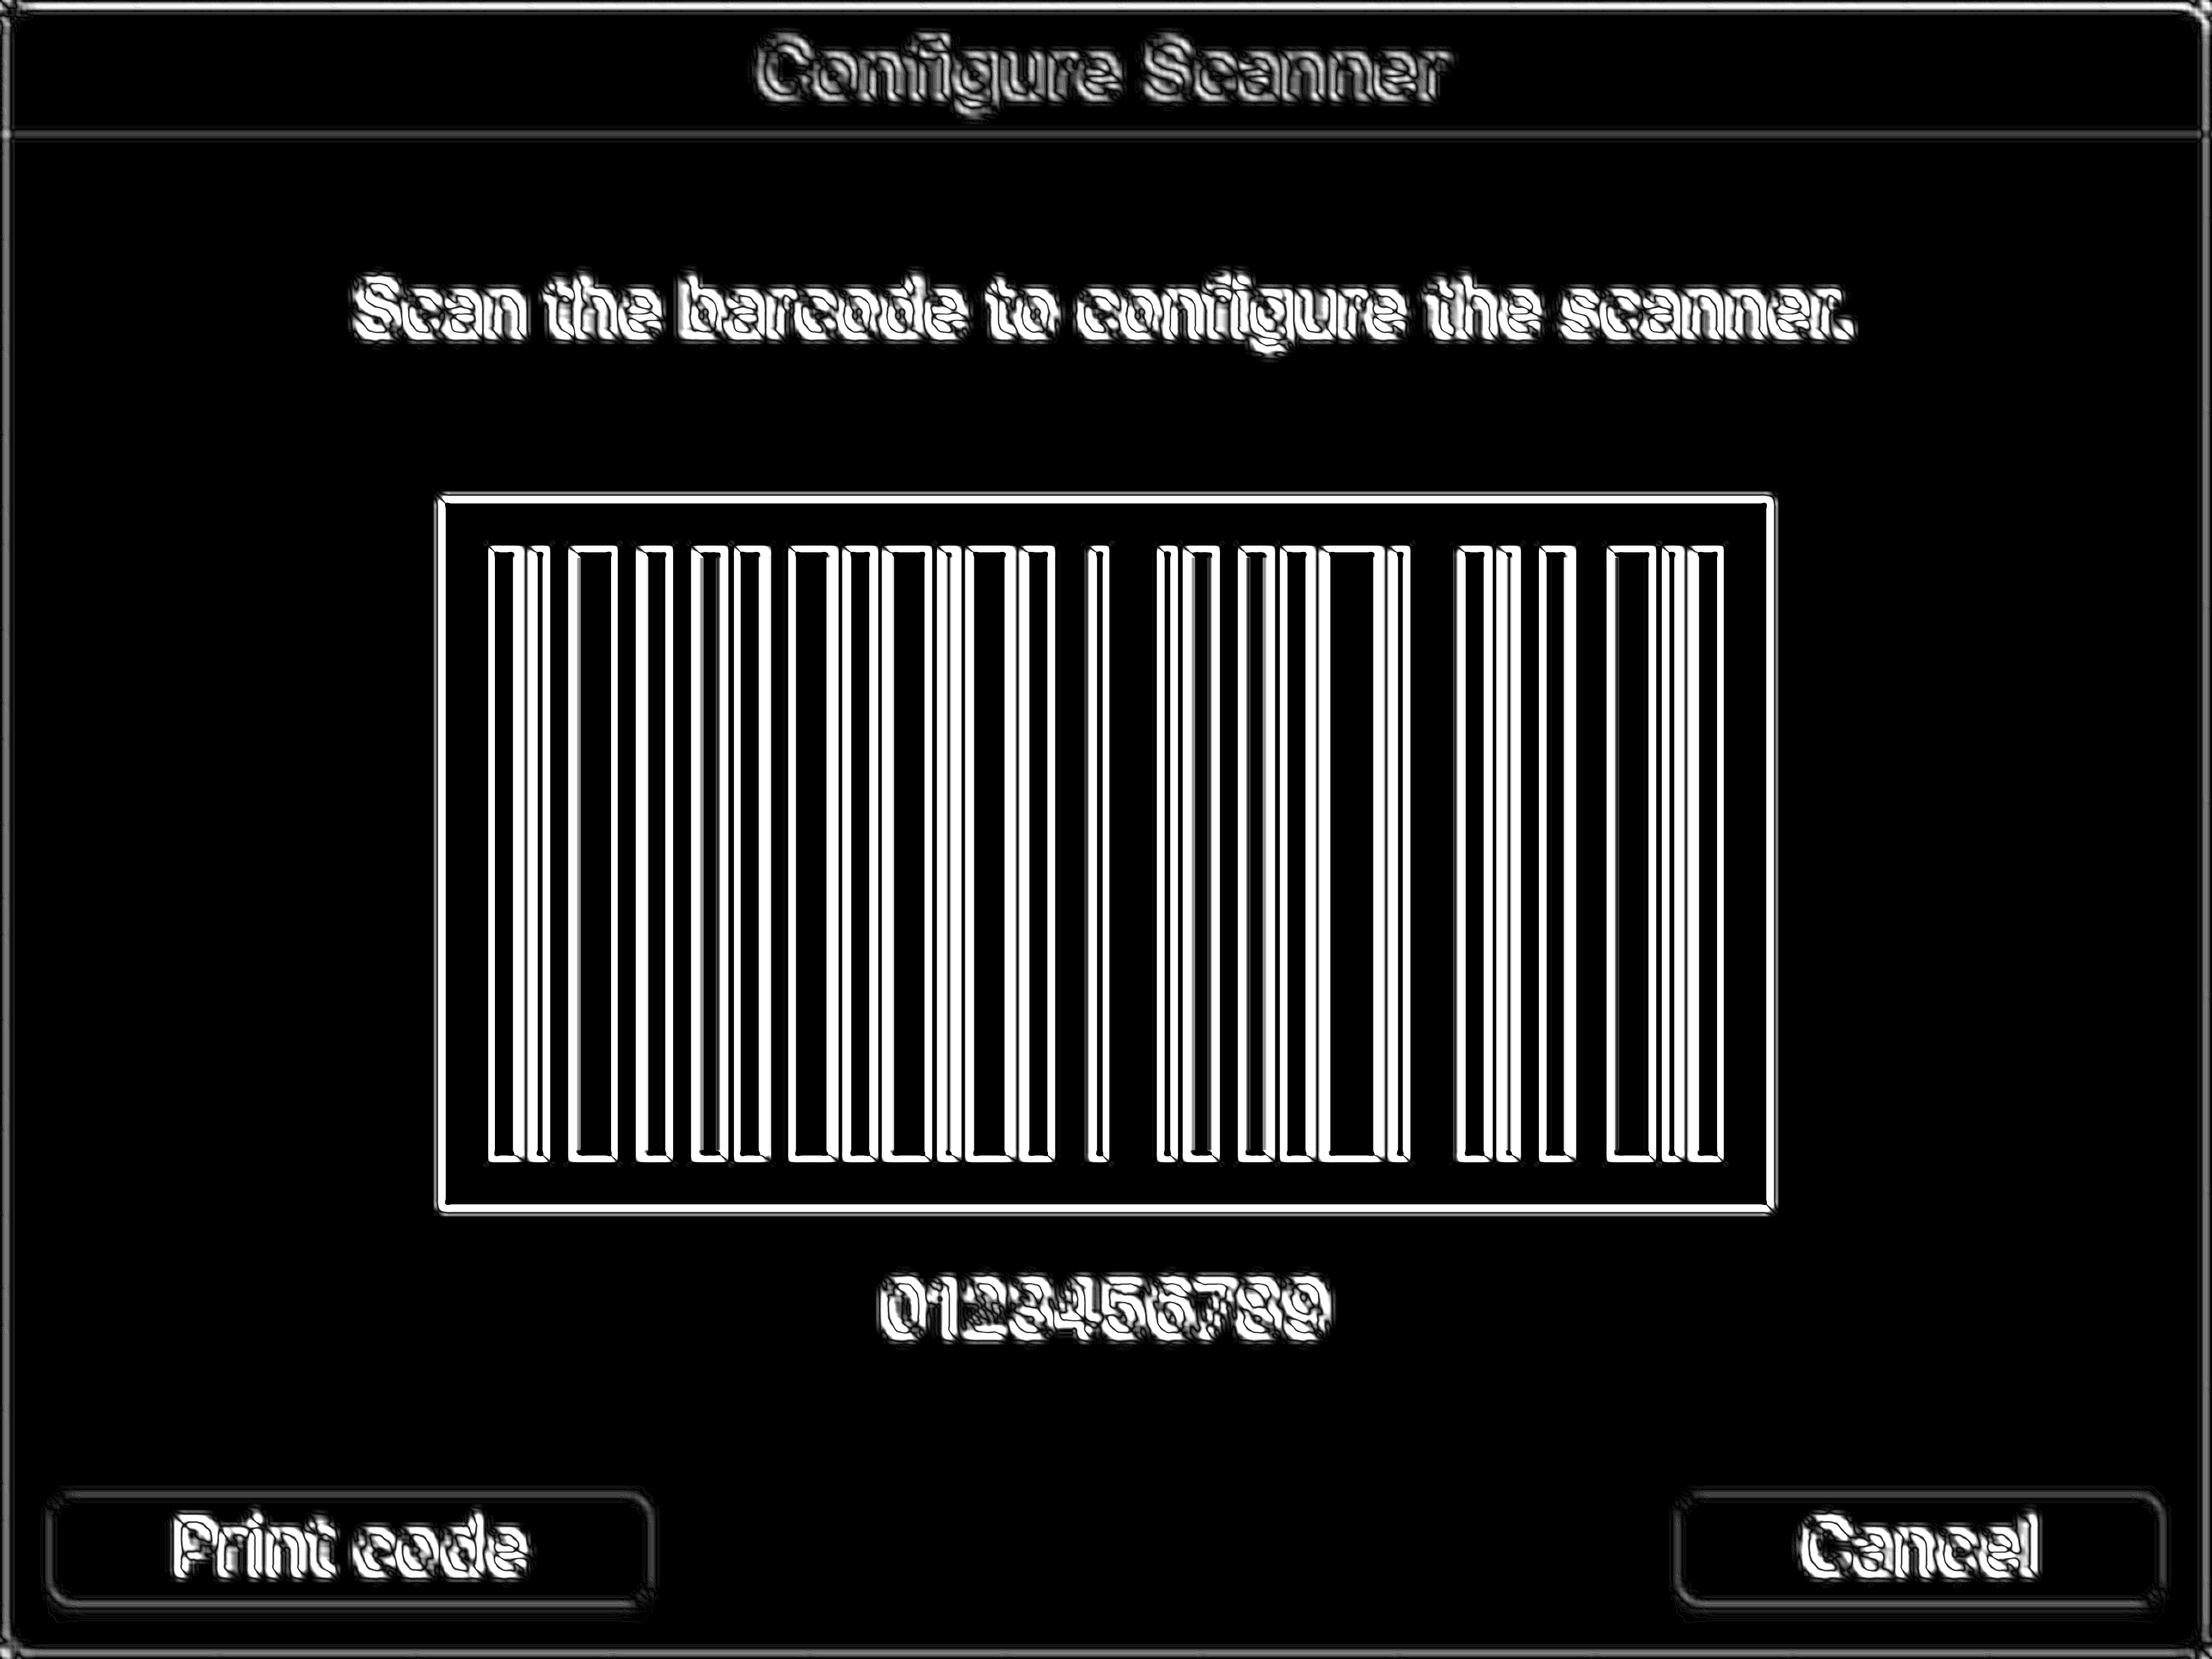 Configure Scanner
Scan the barcode to configure the scanner.
0123456789
Print code
Cancel